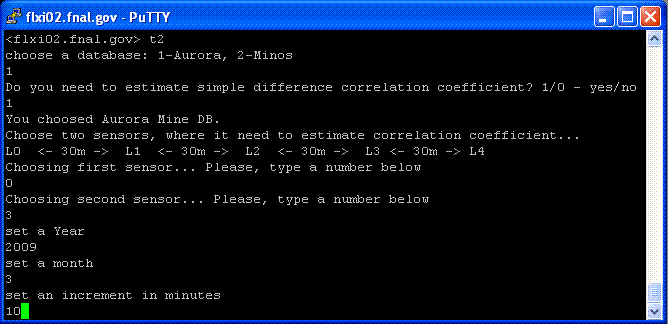 flxi02.fnal.gov - PuTTY
<flxi02.fnal.gov> t2
choose a database: 1-Aurora, 2-Minos
1
Do you need to estimate simple difference correlation coefficient? 1/0 - yes/no
1
You choosed Aurora Mine DB.
Choose two sensors, where it need to estimate correlation coefficient...
L0  <- 30m ->  L1  <- 30m ->  L2  <- 30m ->  L3 <- 30m -> L4
Choosing first sensor... Please, type a number below
0
Choosing second sensor... Please, type a number below
3
set a Year
2009
set a month
3
set an increment in minutes
10